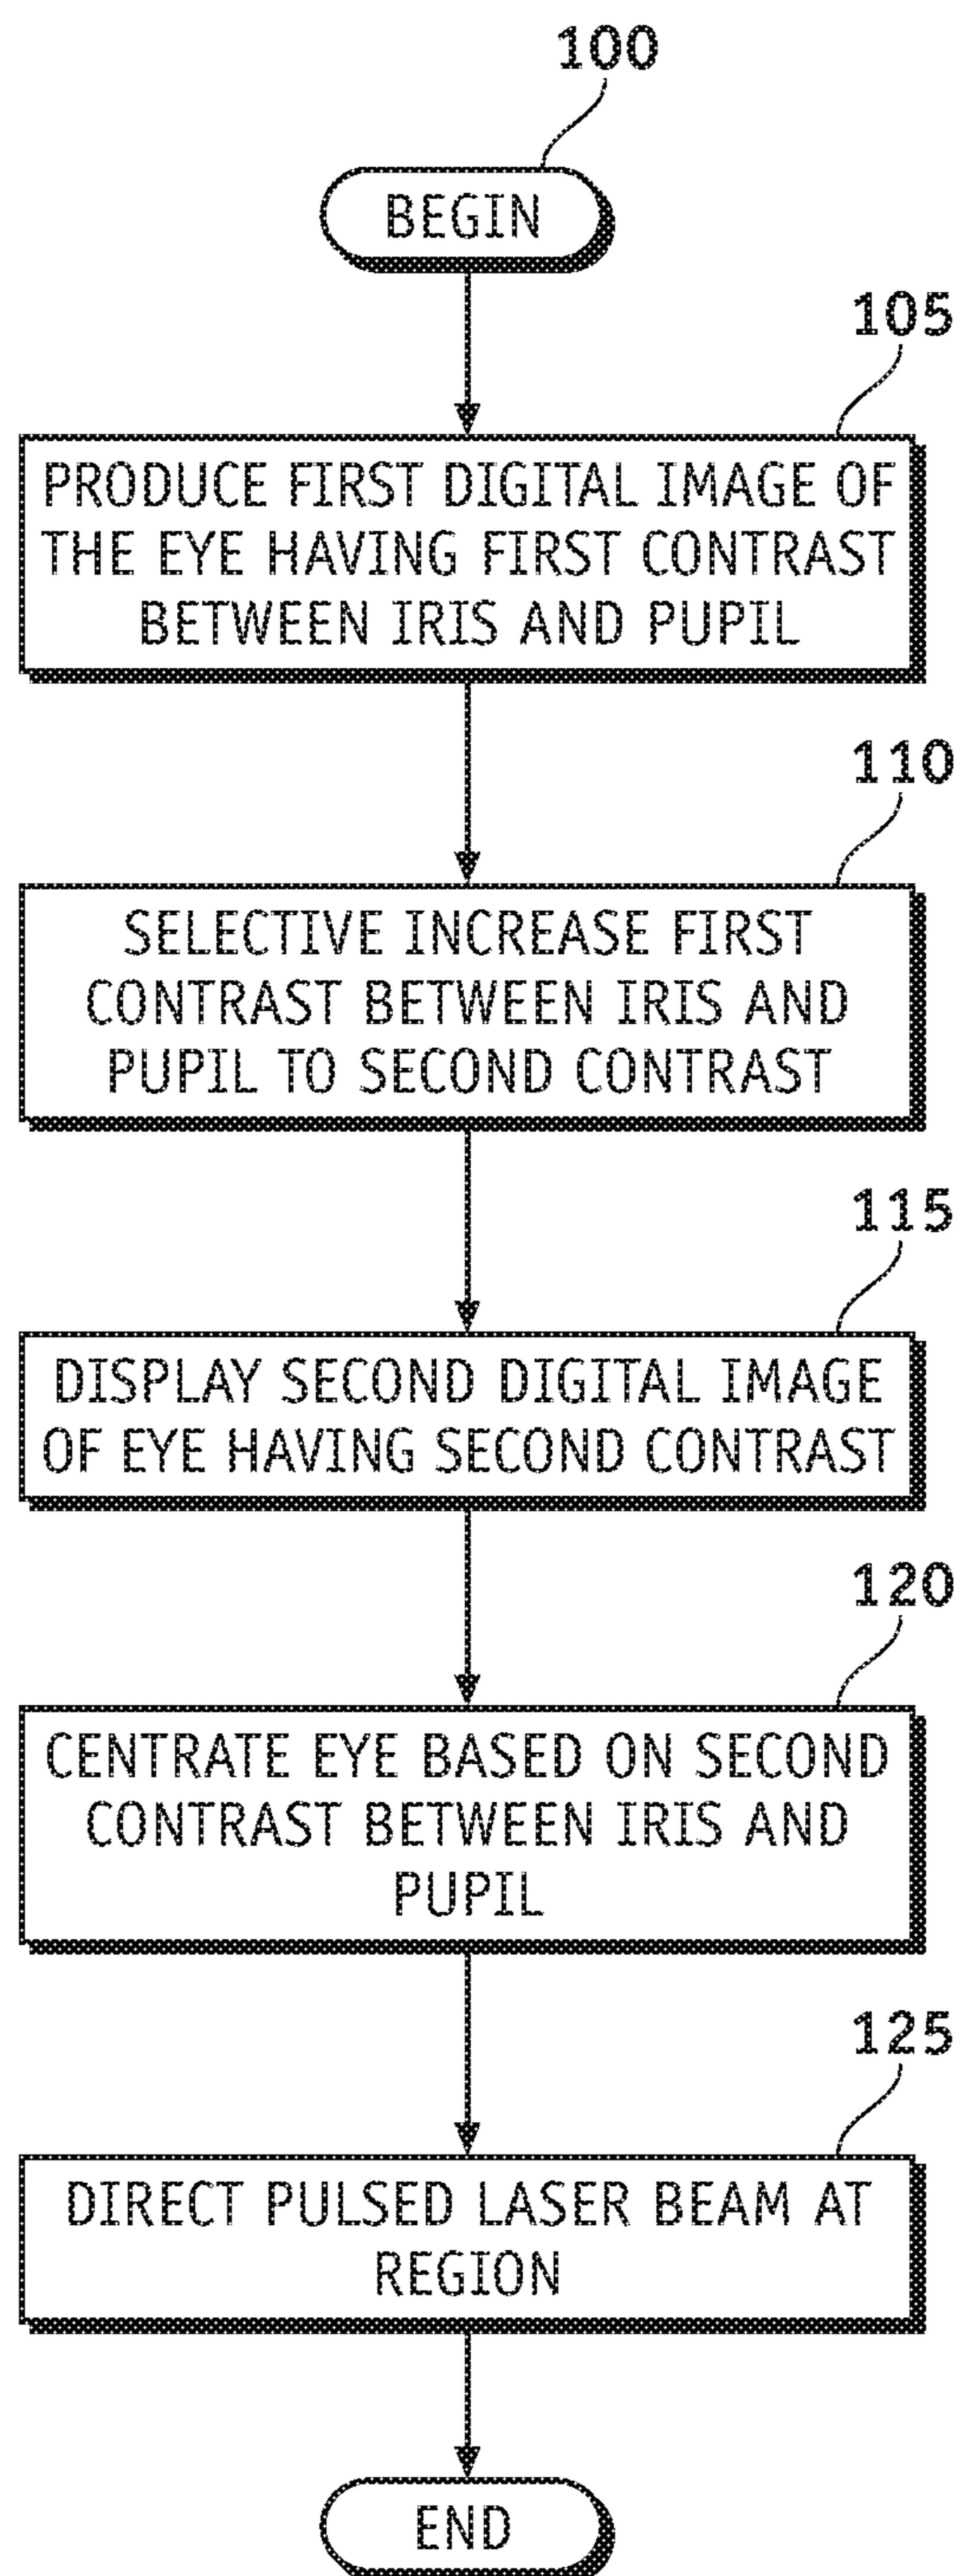 100
BEGIN
105
PRODUCE FIRST DIGITAL IMAGE OF
THE EYE HAVING FIRST CONTRAST
BETWEEN IRIS AND PUPIL
110
SELECTIVE INCREASE FIRST
CONTRAST BETWEEN IRIS AND
PUPIL TO SECOND CONTRAST
115
DISPLAY SECOND DIGITAL IMAGE
OF EYE HAVING SECOND CONTRAST
120
CENTRATE EYE BASED ON SECOND
CONTRAST BETWEEN IRIS AND
PUPIL
125
DIRECT PULSED LASER BEAM AT
REGION
END